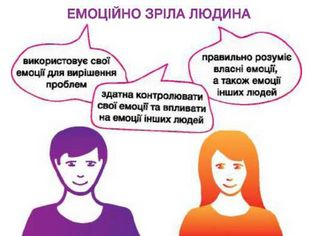 ЕМОЦІЙНО ЗРІЛА ЛЮДИНА
використовує свої
емоції для вирішення
проблем
здатна контролювати
свої емоції та впливати
на емоції інших людей
правильно розуміє
власні емоції,
а також емоції
інших людей